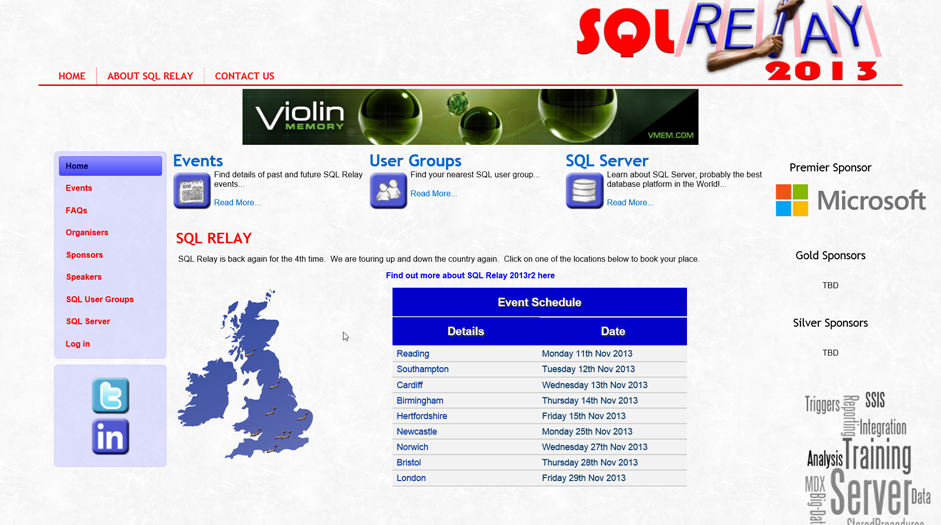 SQL RELAY
2013
HOME
ABOUT SQL RELAY
CONTACT US
VIOLIN
MEMORY
VMEM.COM
Home
Events
FAQs
Organisers
Sponsors
Speakers
SQL User Groups
SQL Server
Log in
Events
Find details of past and future SQL Relay
events...
Read More...
User Groups
Find your nearest SQL user group...
Read More...
SQL Server
Learn about SQL Server, probably the best
database platform in the World!...
Read More...
SQL RELAY
SQL Relay is back again for the 4th time. We are touring up and down the country again. Click on one of the locations below to book your place.
Find out more about SQL Relay 2013r2 here
Event Schedule
Details Date
Reading Monday 11th Nov 2013
Southampton Tuesday 12th Nov 2013
Cardiff Wednesday 13th Nov 2013
Birmingham Thursday 14th Nov 2013
Hertfordshire Friday 15th Nov 2013
Newcastle Monday 25th Nov 2013
Norwich Wednesday 27th Nov 2013
Bristol Thursday 28th Nov 2013
London Friday 29th Nov 2013
t
in
Premier Sponsor
Microsoft
Gold Sponsors
TBD
Silver Sponsors
TBD
Triggers
Reporting
SSIS
Integration
Analysis
Training
MDX
Big-Dat
Server
Data
StoredProcedures